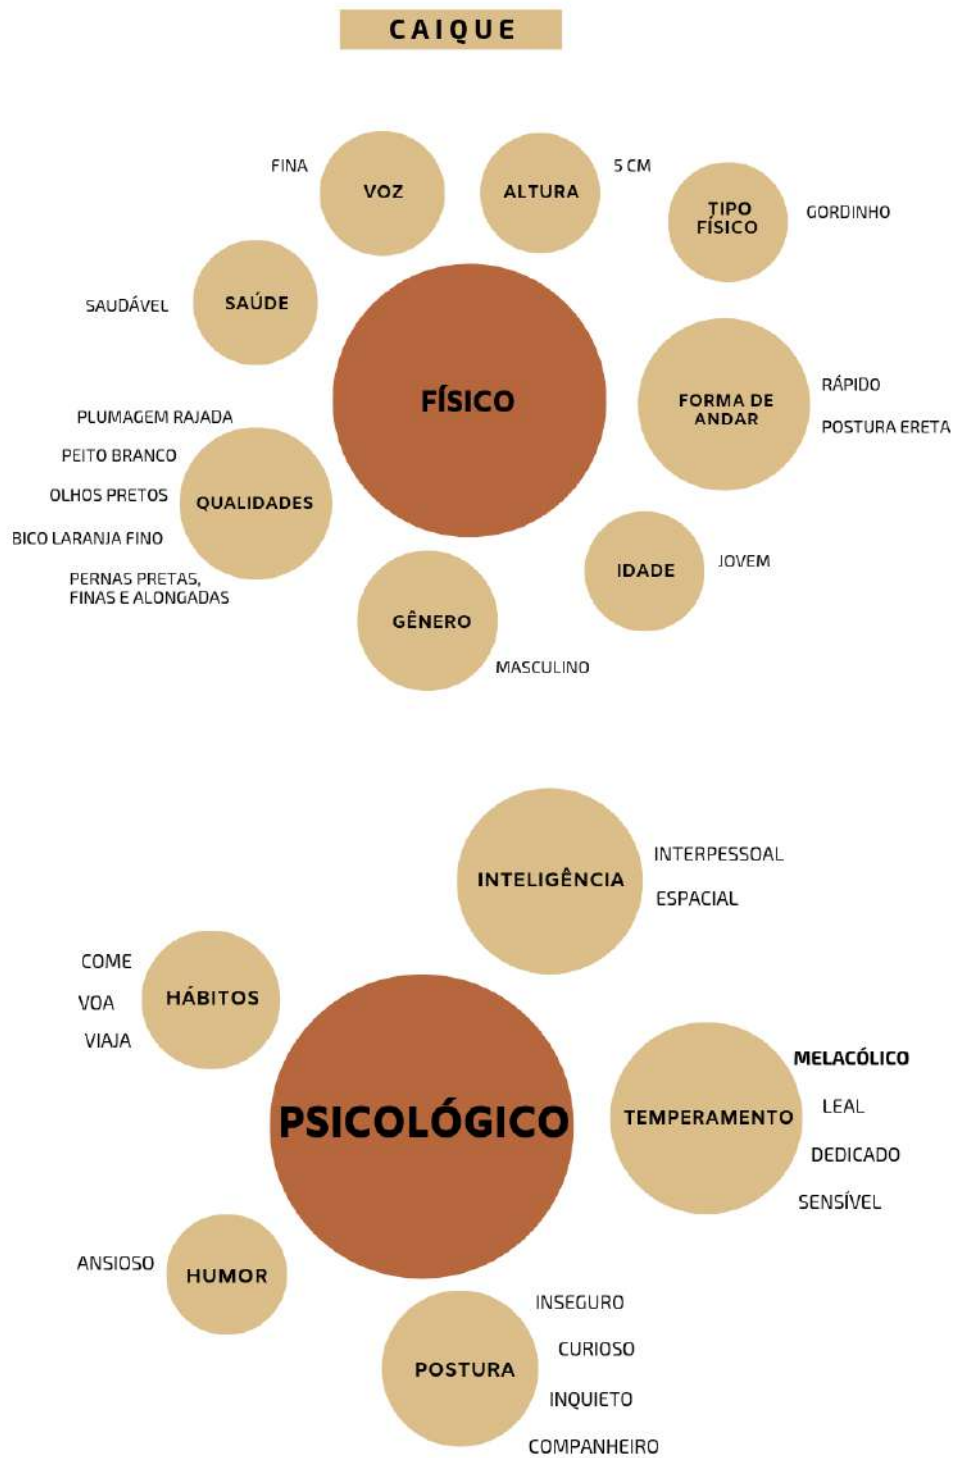 CAIQUE
FINA
VOZ
ALTURA
5 CM
TIPO
FÍSICO
GORDINHO
SAUDÁVEL
SAÚDE
FÍSICO
FORMA DE
ANDAR
RÁPIDO
POSTURA ERETA
PLUMAGEM RAJADA
PEITO BRANCO
OLHOS PRETOS
BICO LARANJA FINO
PERNAS PRETAS,
FINAS E ALONGADAS
QUALIDADES
IDADE
JOVEM
GÊNERO
MASCULINO
INTELIGÊNCIA
INTERPESSOAL
ESPACIAL
COME
VOA
VIAJA
HÁBITOS
PSICOLÓGICO
TEMPERAMENTO
MELACÓLICO
LEAL
DEDICADO
SENSÍVEL
ANSIOSO
HUMOR
POSTURA
INSEGURO
CURIOSO
INQUIETO
COMPANHEIRO